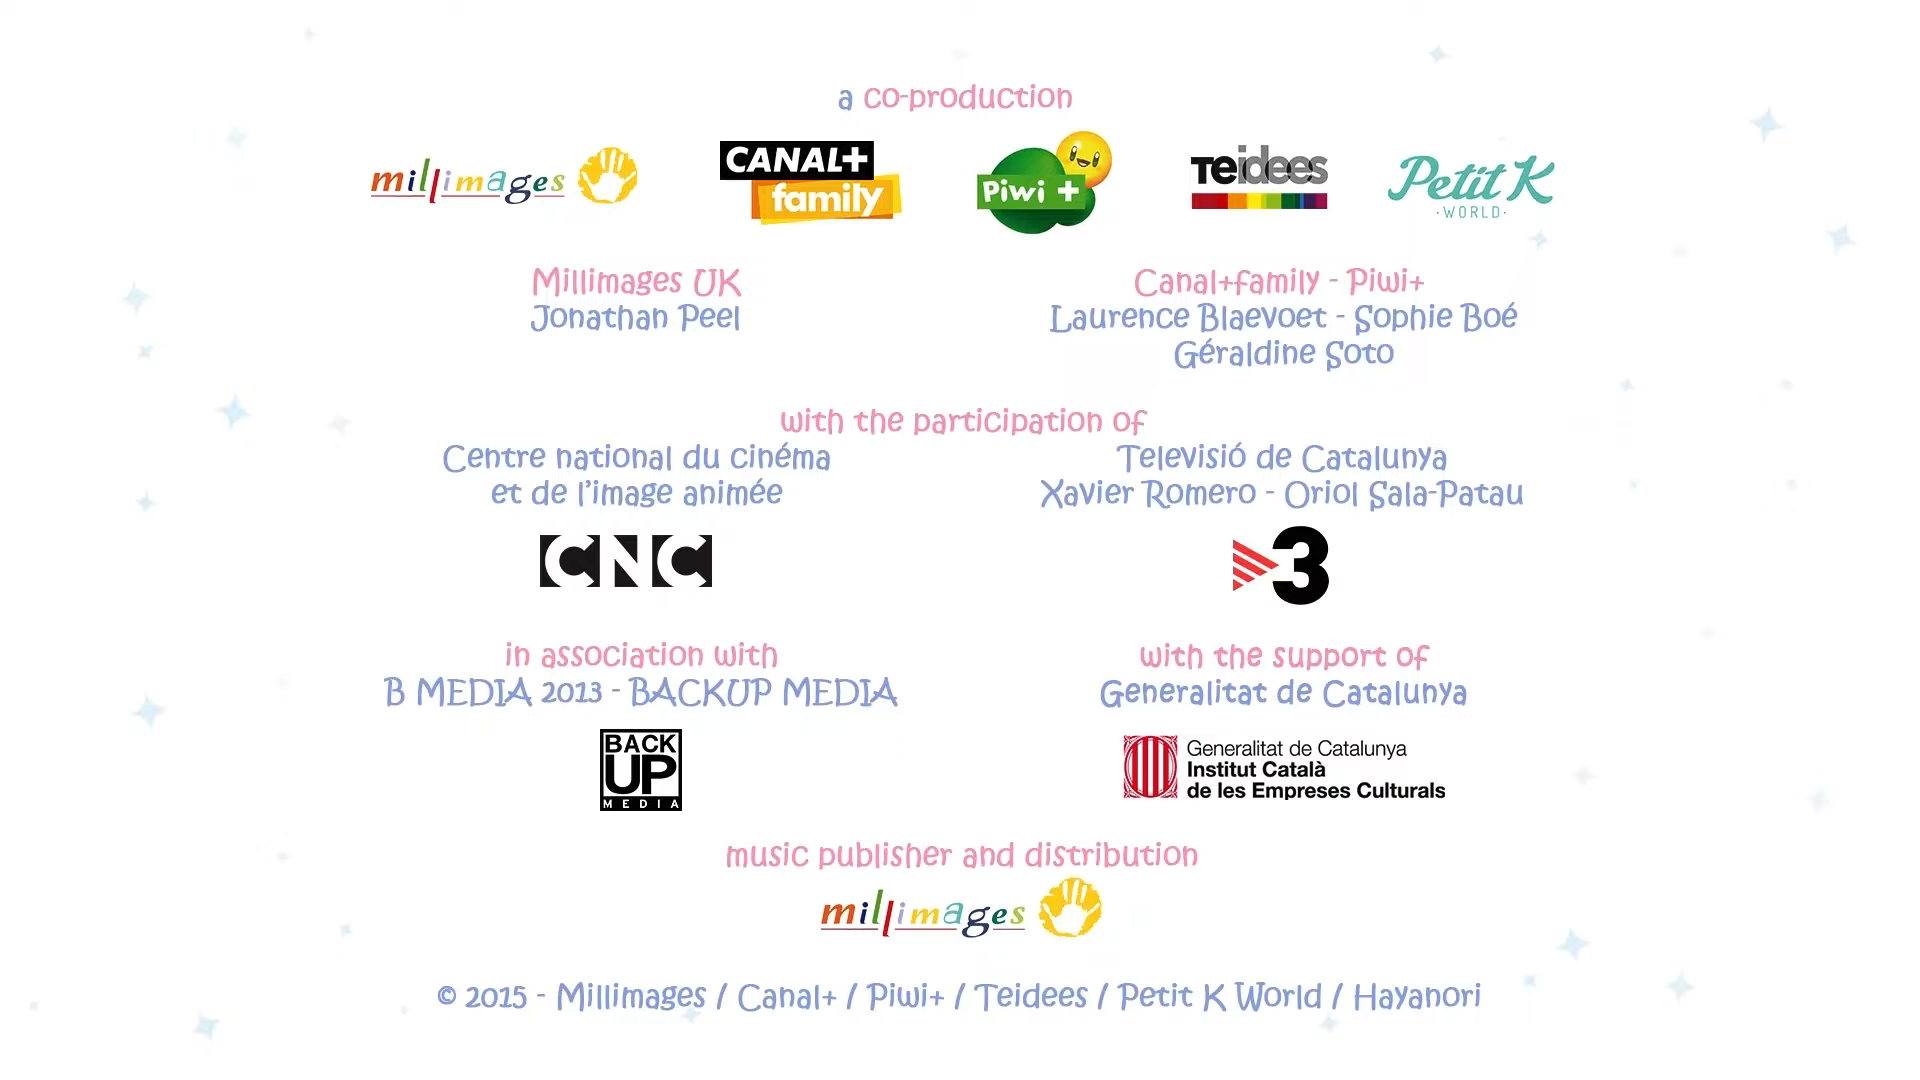 a co-production
millimages
CANAL+
family
Piwi +
Teidees
Petit K
·WORLD·
Millimages UK
Jonathan Peel
Canal+family - Piwi+
Laurence Blaevoet - Sophie Boé
Géraldine Soto
with the participation of
Centre national du cinéma
et de l’image animée
CNC
Televisió de Catalunya
Xavier Romero - Oriol Sala-Patau
3
in association with
B MEDIA 2013 - BACKUP MEDIA
BACK
UP
MEDIA
with the support of
Generalitat de Catalunya
Generalitat de Catalunya
Institut Català
de les Empreses Culturals
music publisher and distribution
millimages
© 2015 - Millimages / Canal+ / Piwi+ / Teidees / Petit K World / Hayanori